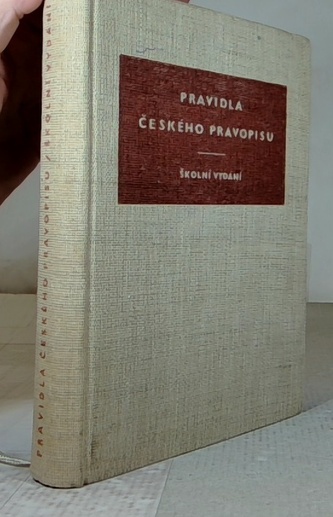 PRAVIDLA
ČESKÉHO PRAVOPISU
ŠKOLNÍ VYDÁNÍ
PRAVIDLA ČESKÉHO PRAVOPISU / ŠKOLNÍ VYDÁNÍ